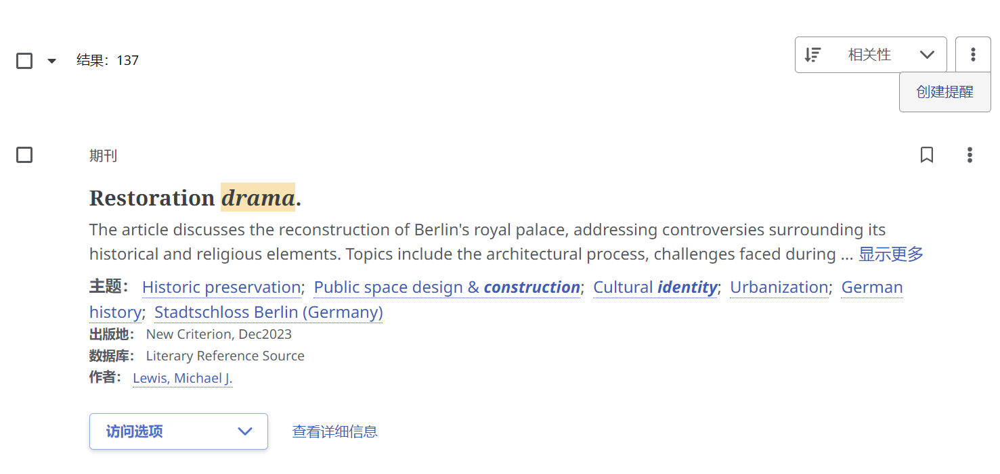 结果：137
相关性
创建提醒
期刊
Restoration drama.
The article discusses the reconstruction of Berlin's royal palace, addressing controversies surrounding its
historical and religious elements. Topics include the architectural process, challenges faced during ... 显示更多
主题： Historic preservation; Public space design & construction; Cultural identity; Urbanization; German
history; Stadtschloss Berlin (Germany)
出版地： New Criterion, Dec2023
数据库： Literary Reference Source
作者： Lewis, Michael J.
访问选项 查看详细信息